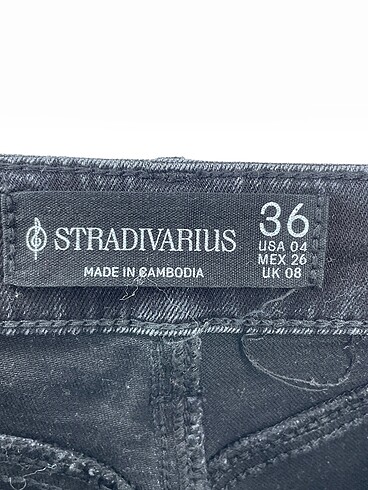 STRADIVARIUS
MADE IN CAMBODIA
36
USA 04
MEX 26
UK 08